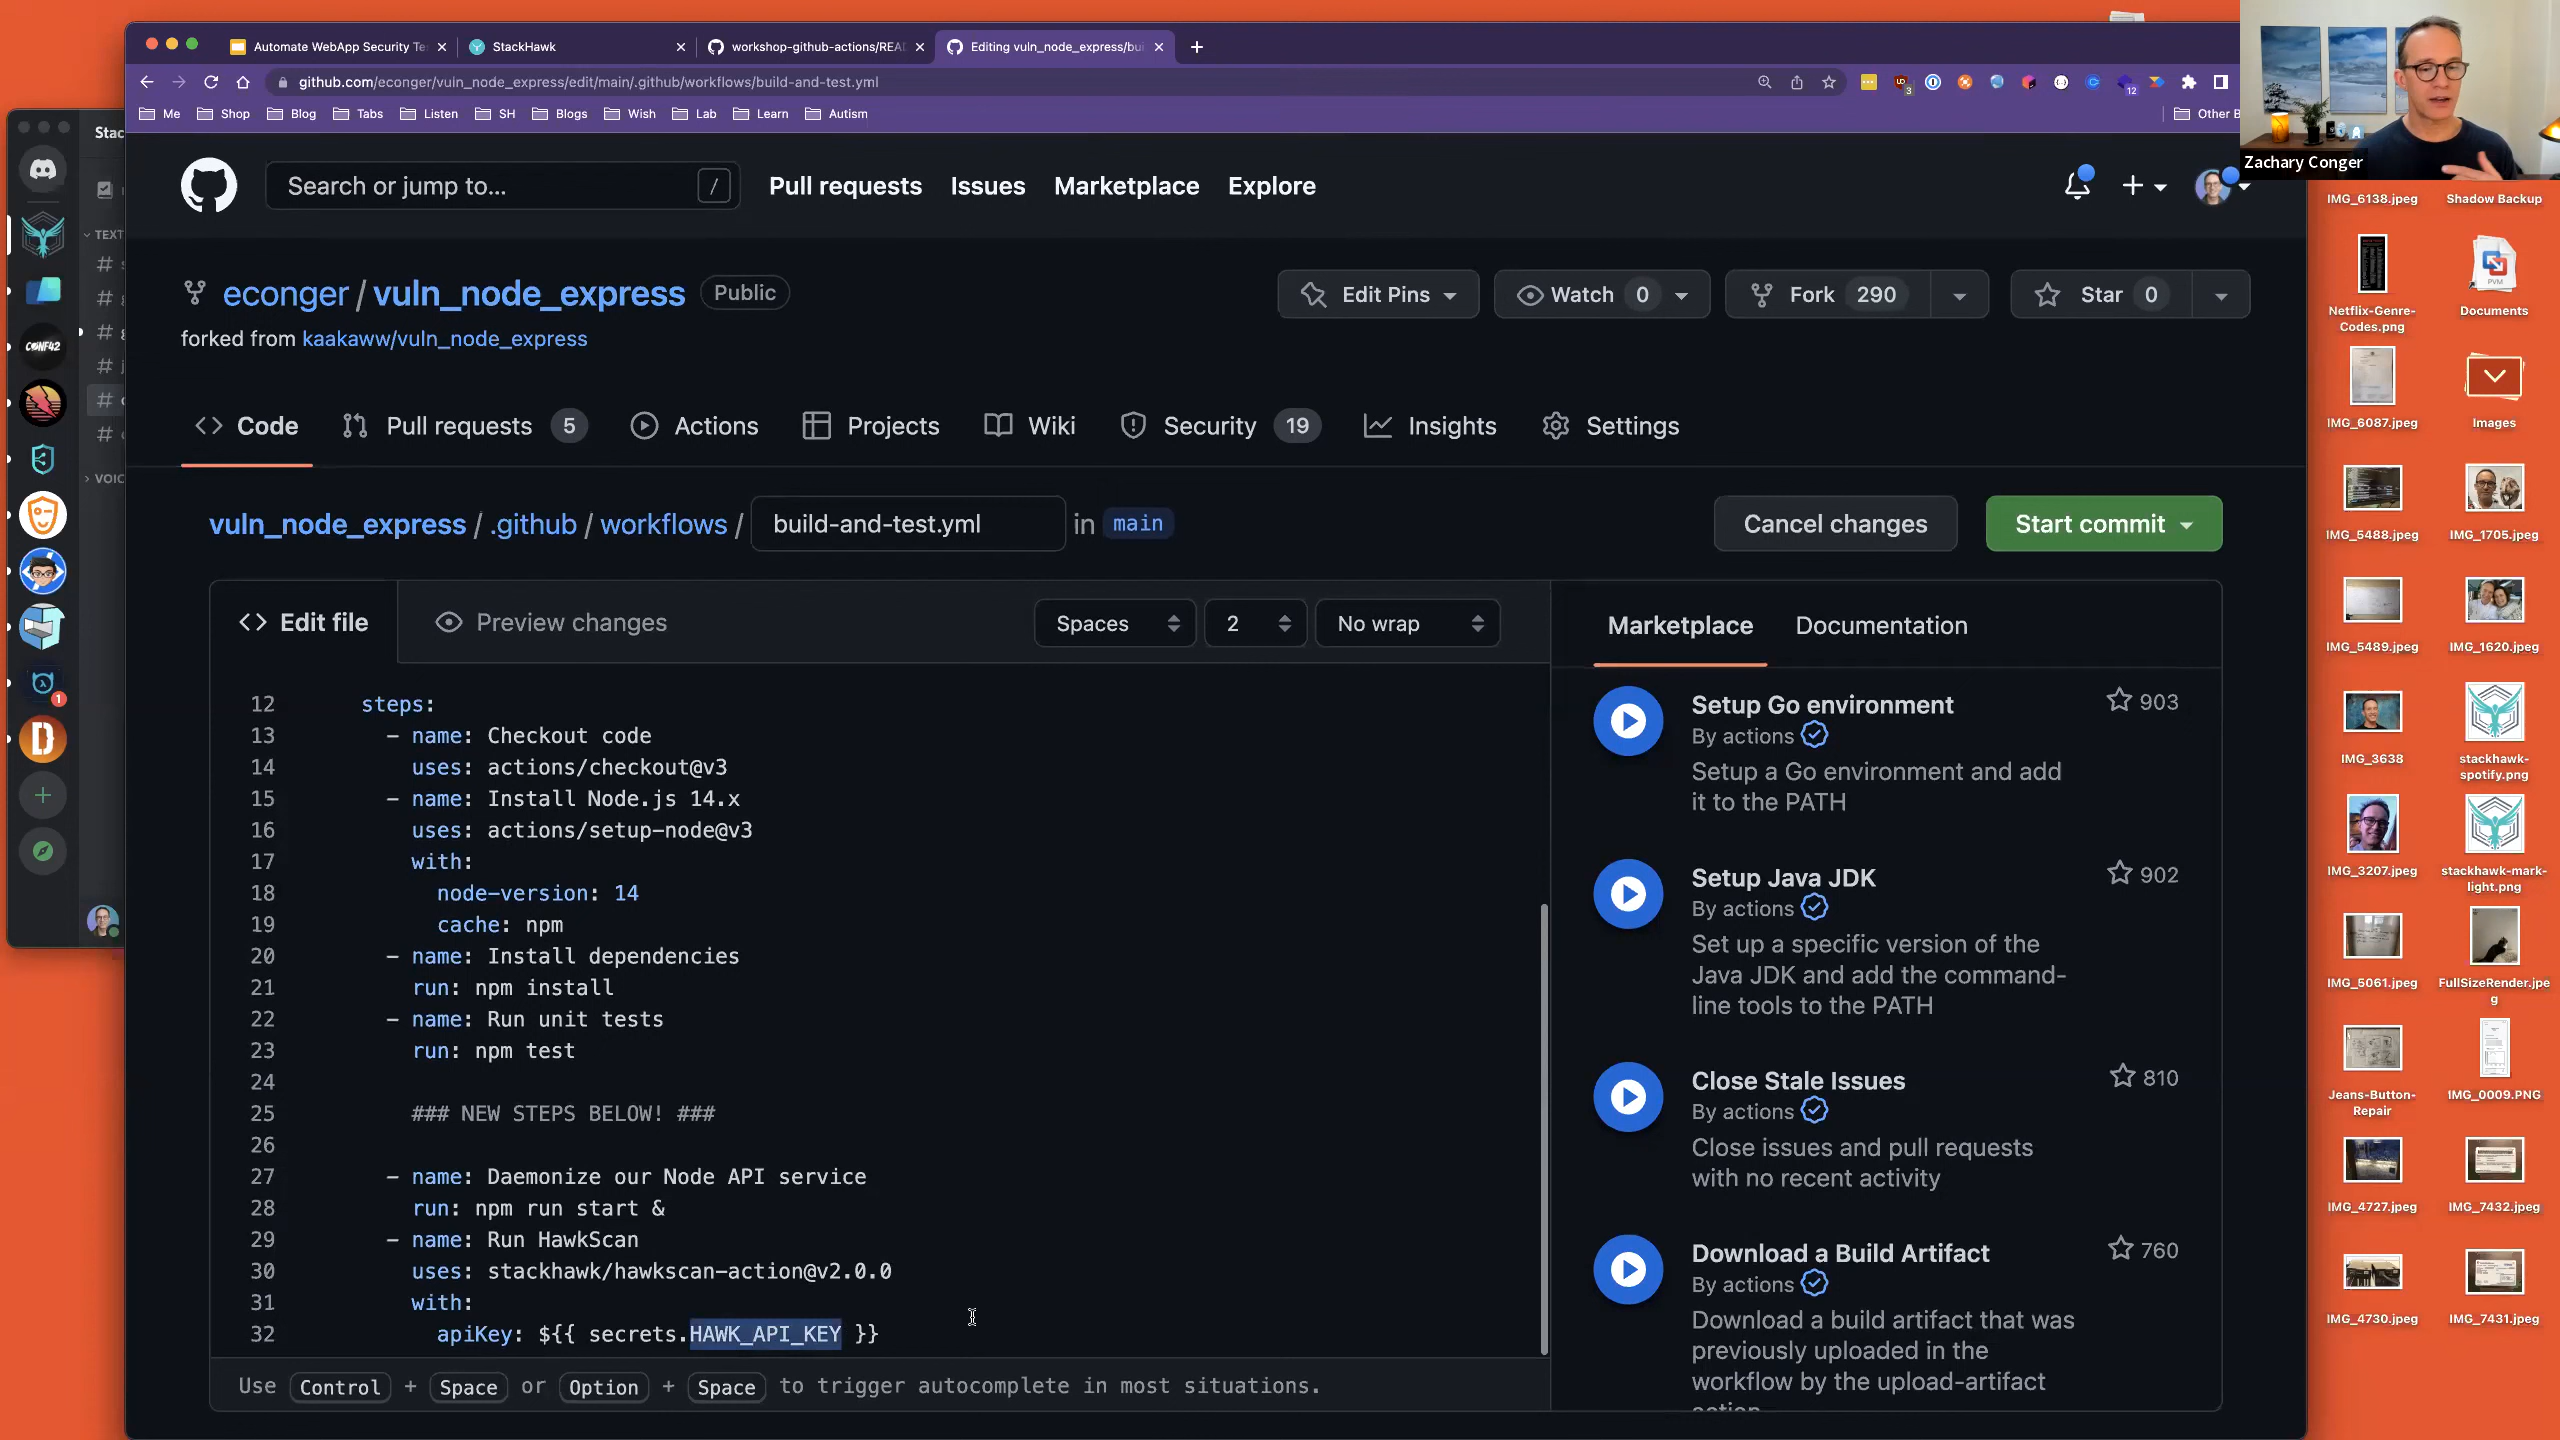 Automate WebApp Security Te
StackHawk
workshop-github-actions/REA
Editing vuln_node_express/bui
github.com/econger/vuln_node_express/edit/main/.github/workflows/build-and-test.yml
3
12
Me
Shop
Blog
Tabs
Listen
SH
Blogs
Wish
Lab
Learn
Autism
Other B
Zachary Conger
Stac
TEXT
VOIC
CONF42
1
Search or jump to...
/
Pull requests
Issues
Marketplace
Explore
econger / vuln_node_express
Public
Edit Pins
Watch 0
Fork 290
Star 0
forked from kaakaww/vuln_node_express
Code
Pull requests 5
Actions
Projects
Wiki
Security 19
Insights
Settings
vuln_node_express / .github / workflows / build-and-test.yml in main
Cancel changes
Start commit
Edit file
Preview changes
Spaces
2
No wrap
12 steps:
13 - name: Checkout code
14 uses: actions/checkout@v3
15 - name: Install Node.js 14.x
16 uses: actions/setup-node@v3
17 with:
18 node-version: 14
19 cache: npm
20 - name: Install dependencies
21 run: npm install
22 - name: Run unit tests
23 run: npm test
24
25 ### NEW STEPS BELOW! ###
26
27 - name: Daemonize our Node API service
28 run: npm run start &
29 - name: Run HawkScan
30 uses: stackhawk/hawkscan-action@v2.0.0
31 with:
32 apiKey: ${{ secrets.HAWK_API_KEY }}
Use Control + Space or Option + Space to trigger autocomplete in most situations.
Marketplace
Documentation
Setup Go environment
903
By actions
Setup a Go environment and add
it to the PATH
Setup Java JDK
902
By actions
Set up a specific version of the
Java JDK and add the command-
line tools to the PATH
Close Stale Issues
810
By actions
Close issues and pull requests
with no recent activity
Download a Build Artifact
760
By actions
Download a build artifact that was
previously uploaded in the
workflow by the upload-artifact
action
IMG_6138.jpeg
Shadow Backup
PVM
Netflix-Genre-
Codes.png
Documents
IMG_6087.jpeg
Images
IMG_5488.jpeg
IMG_1705.jpeg
IMG_5489.jpeg
IMG_1620.jpeg
IMG_3638
stackhawk-
spotify.png
IMG_3207.jpeg
stackhawk-mark-
light.png
IMG_5061.jpeg
FullSizeRender.jpe
g
Jeans-Button-
Repair
IMG_0009.PNG
IMG_4727.jpeg
IMG_7432.jpeg
IMG_4730.jpeg
IMG_7431.jpeg